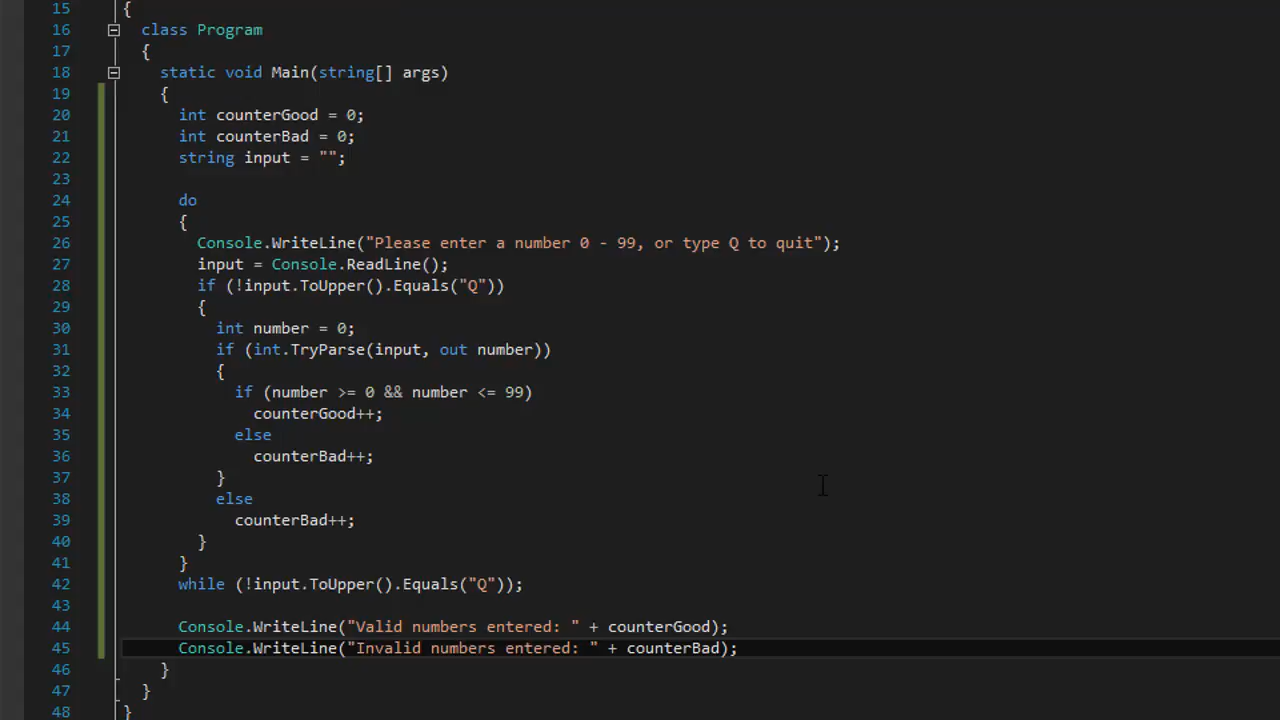 15 {
16 class Program
17 {
18 static void Main(string[] args)
19 {
20 int counterGood = 0;
21 int counterBad = 0;
22 string input = "";
23
24 do
25 {
26 Console.WriteLine("Please enter a number 0 - 99, or type Q to quit");
27 input = Console.ReadLine();
28 if (!input.ToUpper().Equals("Q"))
29 {
30 int number = 0;
31 if (int.TryParse(input, out number))
32 {
33 if (number >= 0 && number <= 99)
34 counterGood++;
35 else
36 counterBad++;
37 }
38 else
39 counterBad++;
40 }
41 }
42 while (!input.ToUpper().Equals("Q"));
43
44 Console.WriteLine("Valid numbers entered: " + counterGood);
45 Console.WriteLine("Invalid numbers entered: " + counterBad);
46 }
47 }
48 }